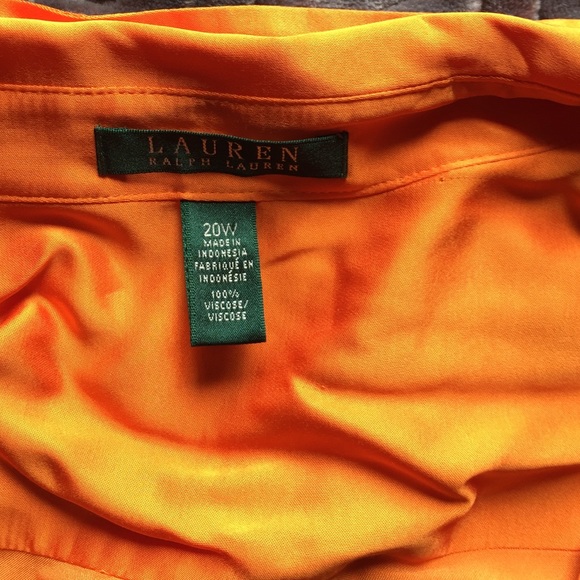 LAUREN
RALPH LAUREN
20W
MADE IN
INDONESIA
FABRIQUÉ EN
INDONÉSIE
100%
VISCOSE/
VISCOSE